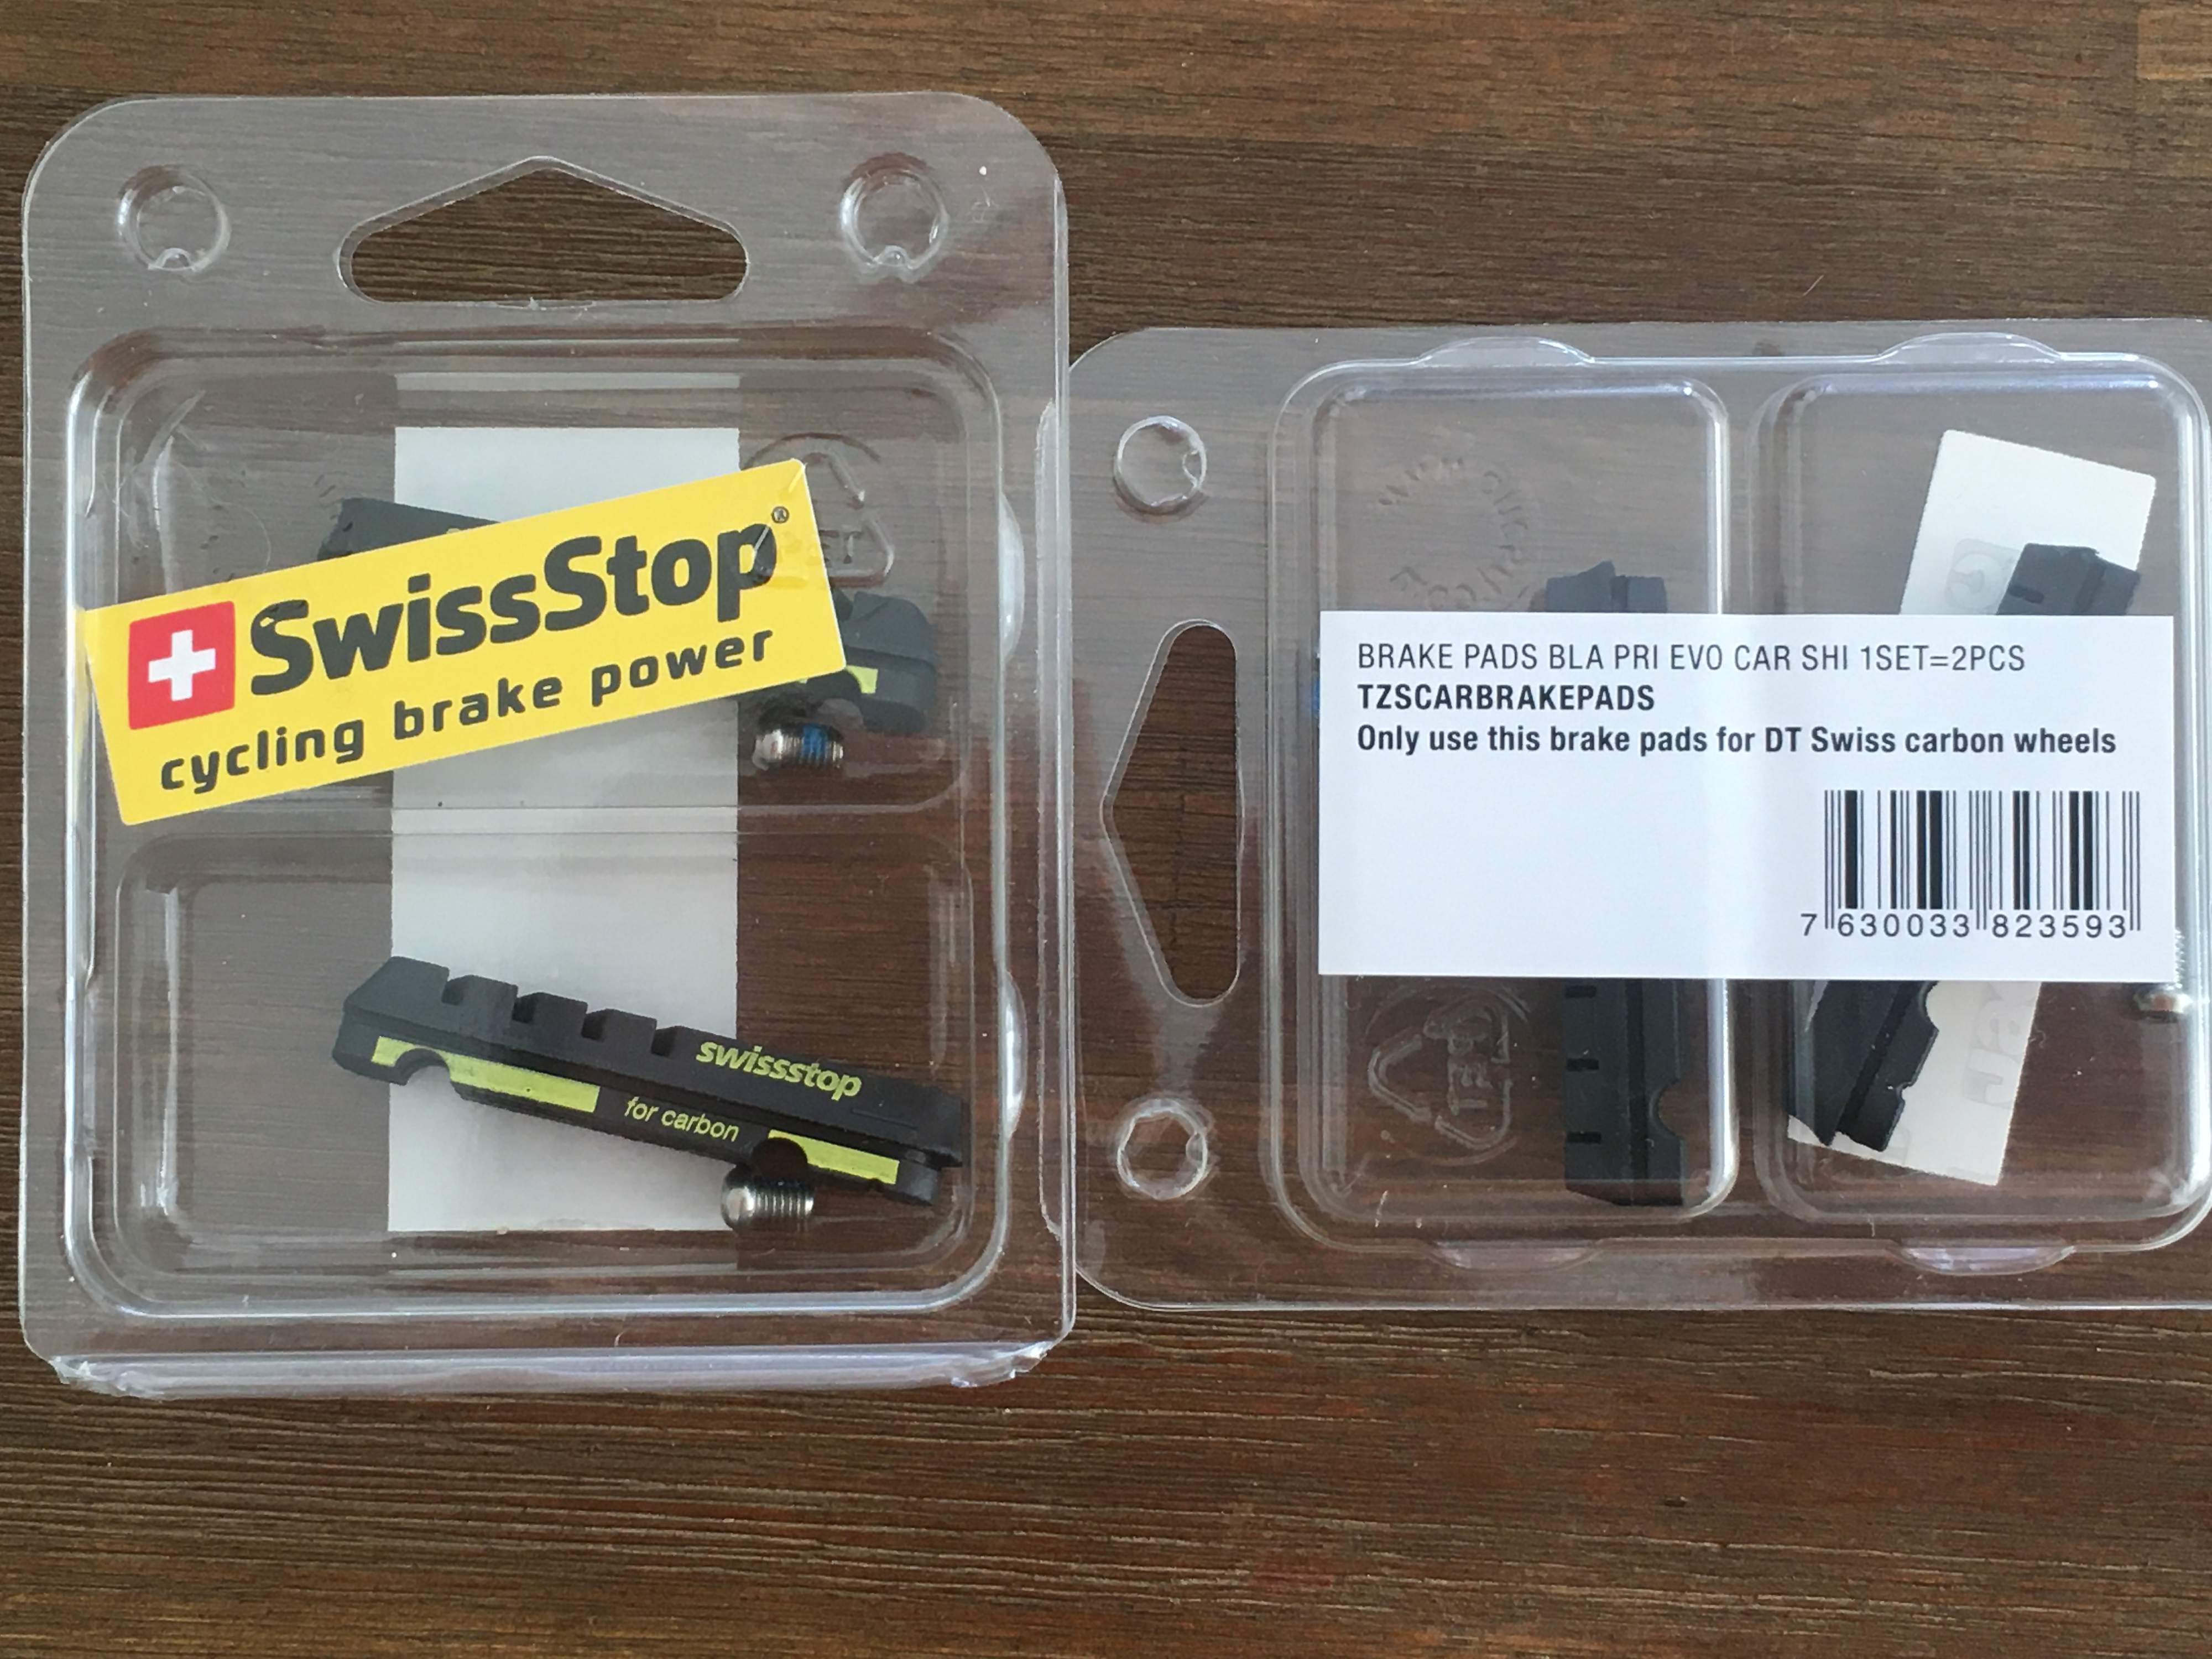 SwissStop®
cycling brake power
swissstop
for carbon
BRAKE PADS BLA PRI EVO CAR SHI 1SET=2PCS
TZSCARBRAKEPADS
Only use this brake pads for DT Swiss carbon wheels
7 630033 823593
PET